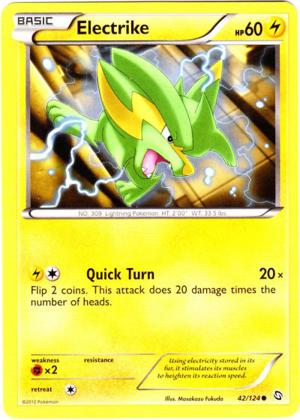 BASIC
Electrike
HP60
NO. 309 Lightning Pokémon HT. 2'00" WT. 33.5 lbs.
Quick Turn 20×
Flip 2 coins. This attack does 20 damage times the
number of heads.
weakness resistance
×2
retreat
Using electricity stored in its
fur, it stimulates its muscles
to heighten its reaction speed.
©2012 Pokémon
Illus. Masakazu Fukuda
42/124